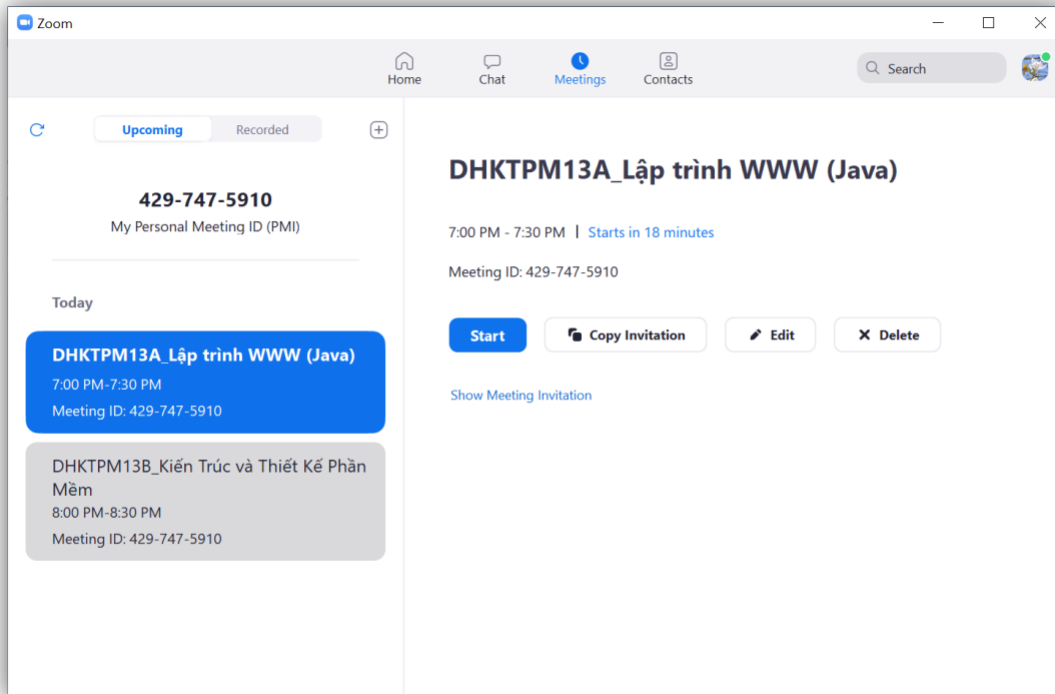 Zoom
Home
Chat
Meetings
Contacts
Search
Upcoming
Recorded
429-747-5910
My Personal Meeting ID (PMI)
Today
DHKTPM13A_Lập trình WWW (Java)
7:00 PM-7:30 PM
Meeting ID: 429-747-5910
DHKTPM13B_Kiến Trúc và Thiết Kế Phần
Mềm
8:00 PM-8:30 PM
Meeting ID: 429-747-5910
DHKTPM13A_Lập trình WWW (Java)
7:00 PM - 7:30 PM | Starts in 18 minutes
Meeting ID: 429-747-5910
Start
Copy Invitation
Edit
Delete
Show Meeting Invitation